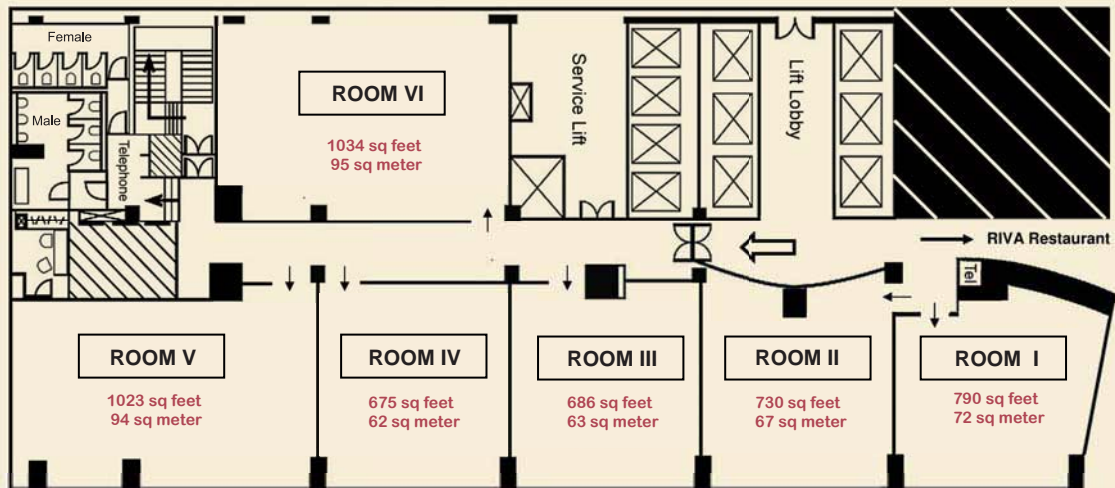 Female
Male
Telephone
ROOM VI
1034 sq feet
95 sq meter
Service Lift
Lift Lobby
RIVA Restaurant
Tel
ROOM V
1023 sq feet
94 sq meter
ROOM IV
675 sq feet
62 sq meter
ROOM III
686 sq feet
63 sq meter
ROOM II
730 sq feet
67 sq meter
ROOM I
790 sq feet
72 sq meter